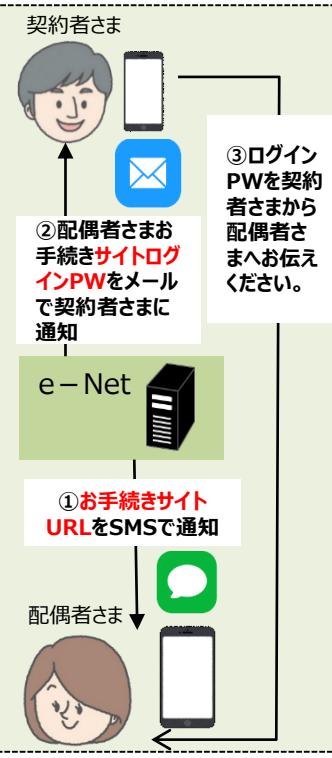 契約者さま
③ログイン
PWを契約
者さまから
配偶者さ
まへお伝え
ください。
②配偶者さまお
手続きサイトログ
インPWをメール
で契約者さまに
通知
e－Net
①お手続きサイト
URLをSMSで通知
配偶者さま